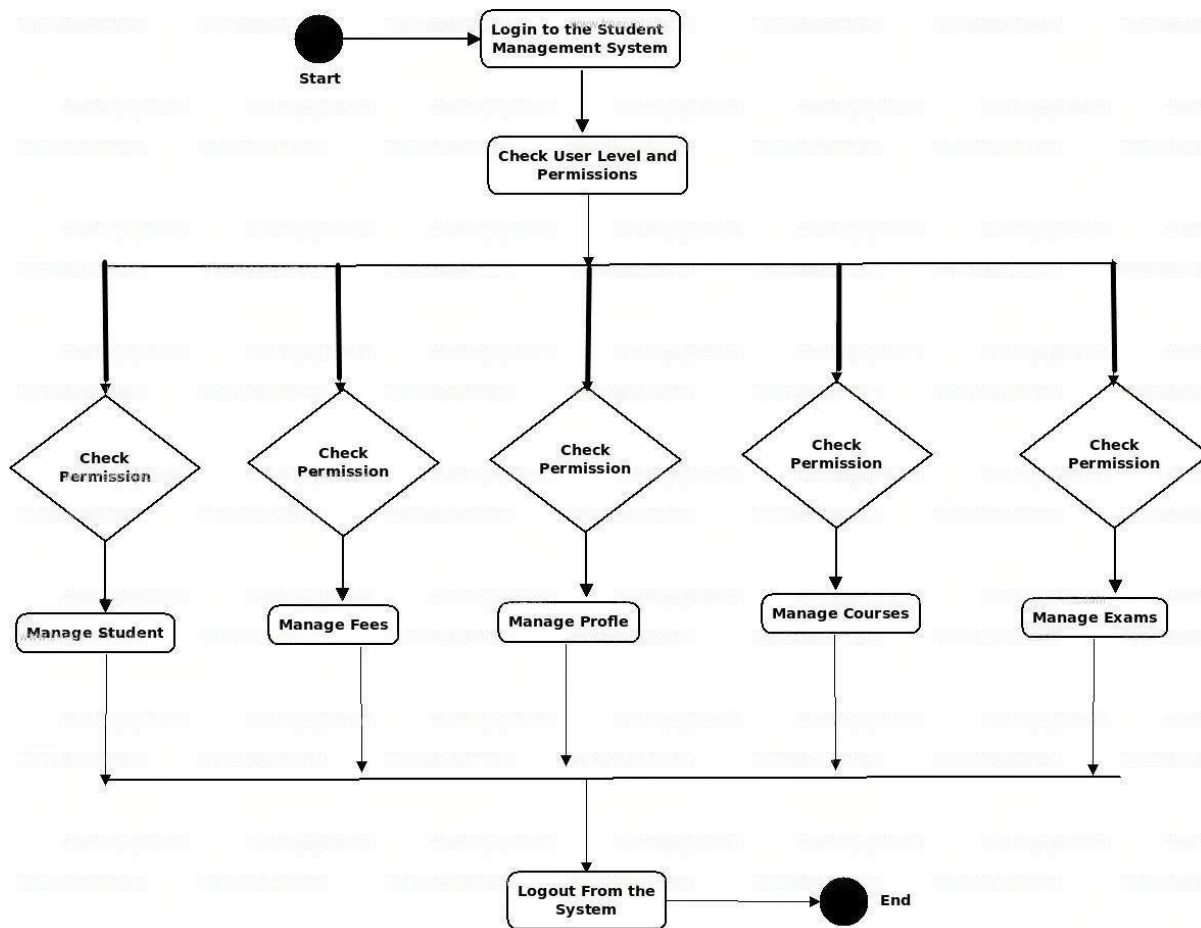 Login to the Student
Management System
Start
Check User Level and
Permissions
Check
Permission
Check
Permission
Check
Permission
Check
Permission
Check
Permission
Manage Student
Manage Fees
Manage Profle
Manage Courses
Manage Exams
Logout From the
System
End